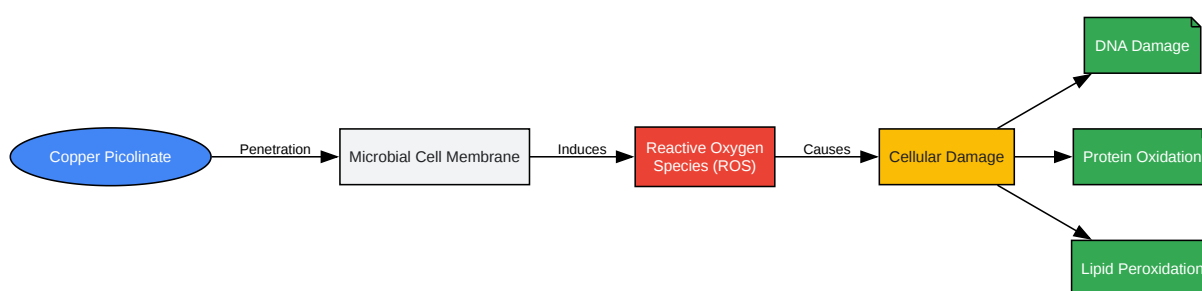 DNA Damage
Copper Picolinate
Penetration
Microbial Cell Membrane
Induces
Reactive Oxygen
Species (ROS)
Causes
Cellular Damage
Protein Oxidation
Lipid Peroxidation